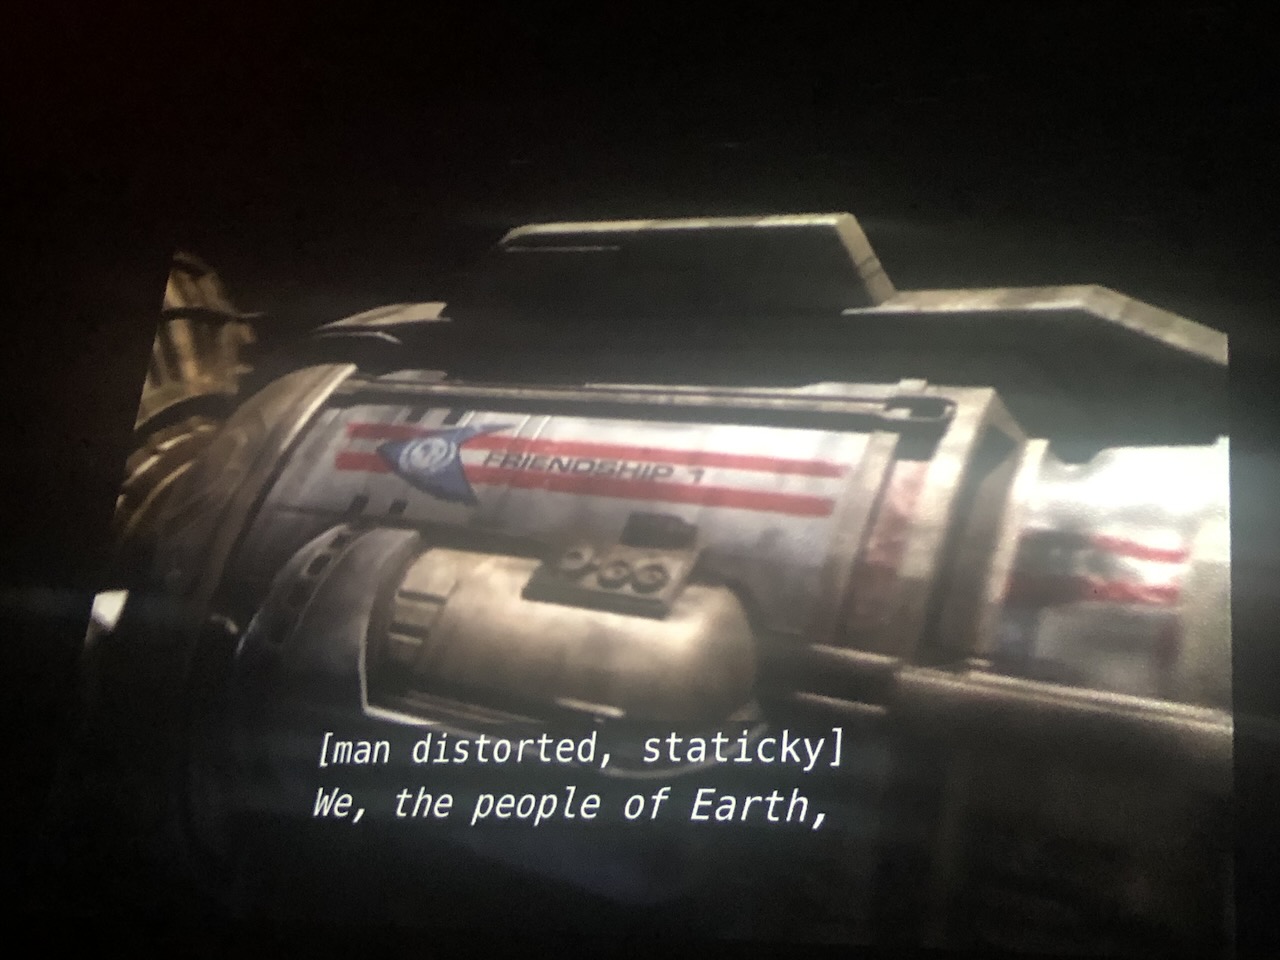 FRIENDSHIP 1
[man distorted, staticky]
We, the people of Earth,